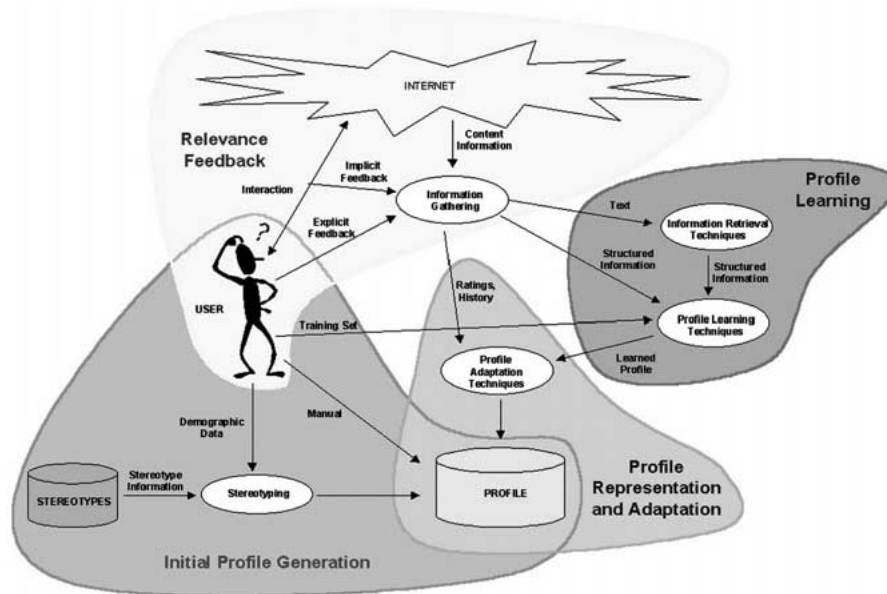 INTERNET
Relevance
Feedback
Content
Information
Implicit
Feedback
Interaction
Information
Gathering
Profile
Learning
Text
Information Retrieval
Techniques
Explicit
Feedback
?
Structured
Information
Structured
Information
USER
Ratings,
History
Training Set
Profile Learning
Techniques
Profile
Adaptation
Techniques
Learned
Profile
Demographic
Data
Manual
Stereotype
Information
STEREOTYPES
Stereotyping
PROFILE
Profile
Representation
and Adaptation
Initial Profile Generation